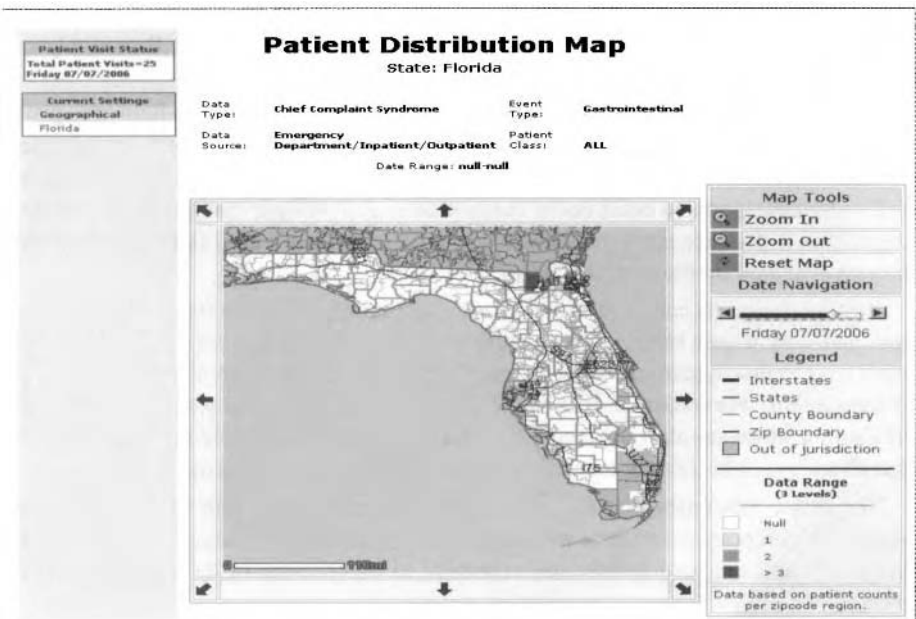 Patient Visit Status
Total Patient Visits=25
Friday 07/07/2006
Current Settings
Geographical
Florida
Patient Distribution Map
State: Florida
Data Type: Chief Complaint Syndrome Event Type: Gastrointestinal
Data Source: Emergency Department/Inpatient/Outpatient Patient Class: ALL
Date Range: null-null
I75
Map Tools
Zoom In
Zoom Out
Reset Map
Date Navigation
Friday 07/07/2006
Legend
Interstates
States
County Boundary
Zip Boundary
Out of jurisdiction
Data Range
(3 Levels)
Null
1
2
> 3
Data based on patient counts
per zipcode region.